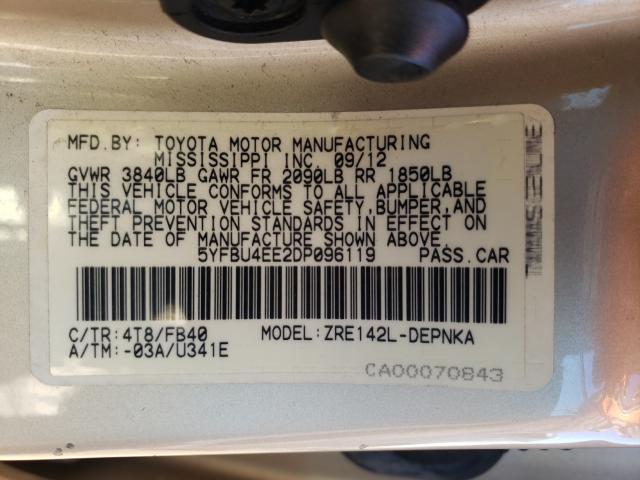 MFD.BY: TOYOTA MOTOR MANUFACTURING
MISSISSIPPI INC. 09/12
GVWR 3840LB GAWR FR 2090LB RR 1850LB
THIS VEHICLE CONFORMS TO ALL APPLICABLE
FEDERAL MOTOR VEHICLE SAFETY,BUMPER,AND
THEFT PREVENTION STANDARDS IN EFFECT ON
THE DATE OF MANUFACTURE SHOWN ABOVE.
5YFBU4EE2DP096119 PASS.CAR
C/TR:4T8/FB40 MODEL:ZRE142L-DEPNKA
A/TM:-03A/U341E
CA00070843